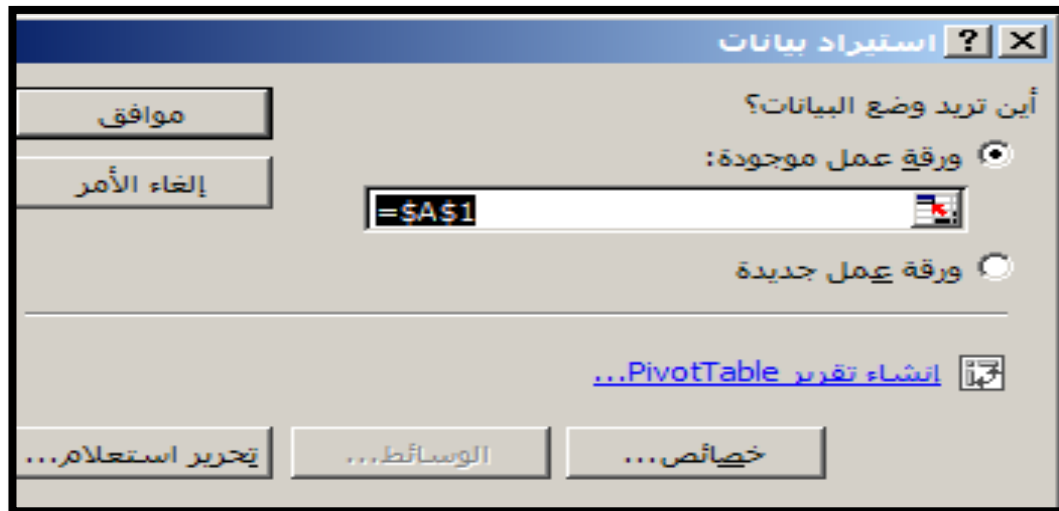 استيراد بيانات
أين تريد وضع البيانات؟
ورقة عمل موجودة:
=$A$1
ورقة عمل جديدة
إنشاء تقرير PivotTable...
موافق
إلغاء الأمر
خصائص...
الوسائط...
تحرير استعلام...